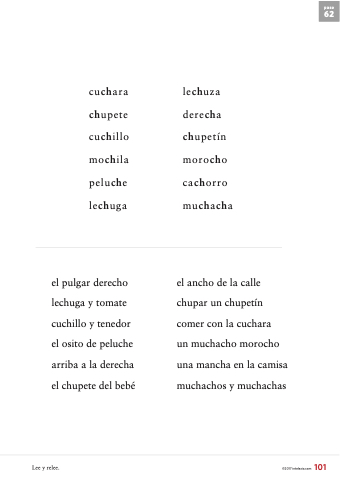 paso
62
cuchara
chupete
cuchillo
mochila
peluche
lechuga
lechuza
derecha
chupetín
morocho
cachorro
muchacha
el pulgar derecho
lechuga y tomate
cuchillo y tenedor
el osito de peluche
arriba a la derecha
el chupete del bebé
el ancho de la calle
chupar un chupetín
comer con la cuchara
un muchacho morocho
una mancha en la camisa
muchachos y muchachas
Lee y relee.
101